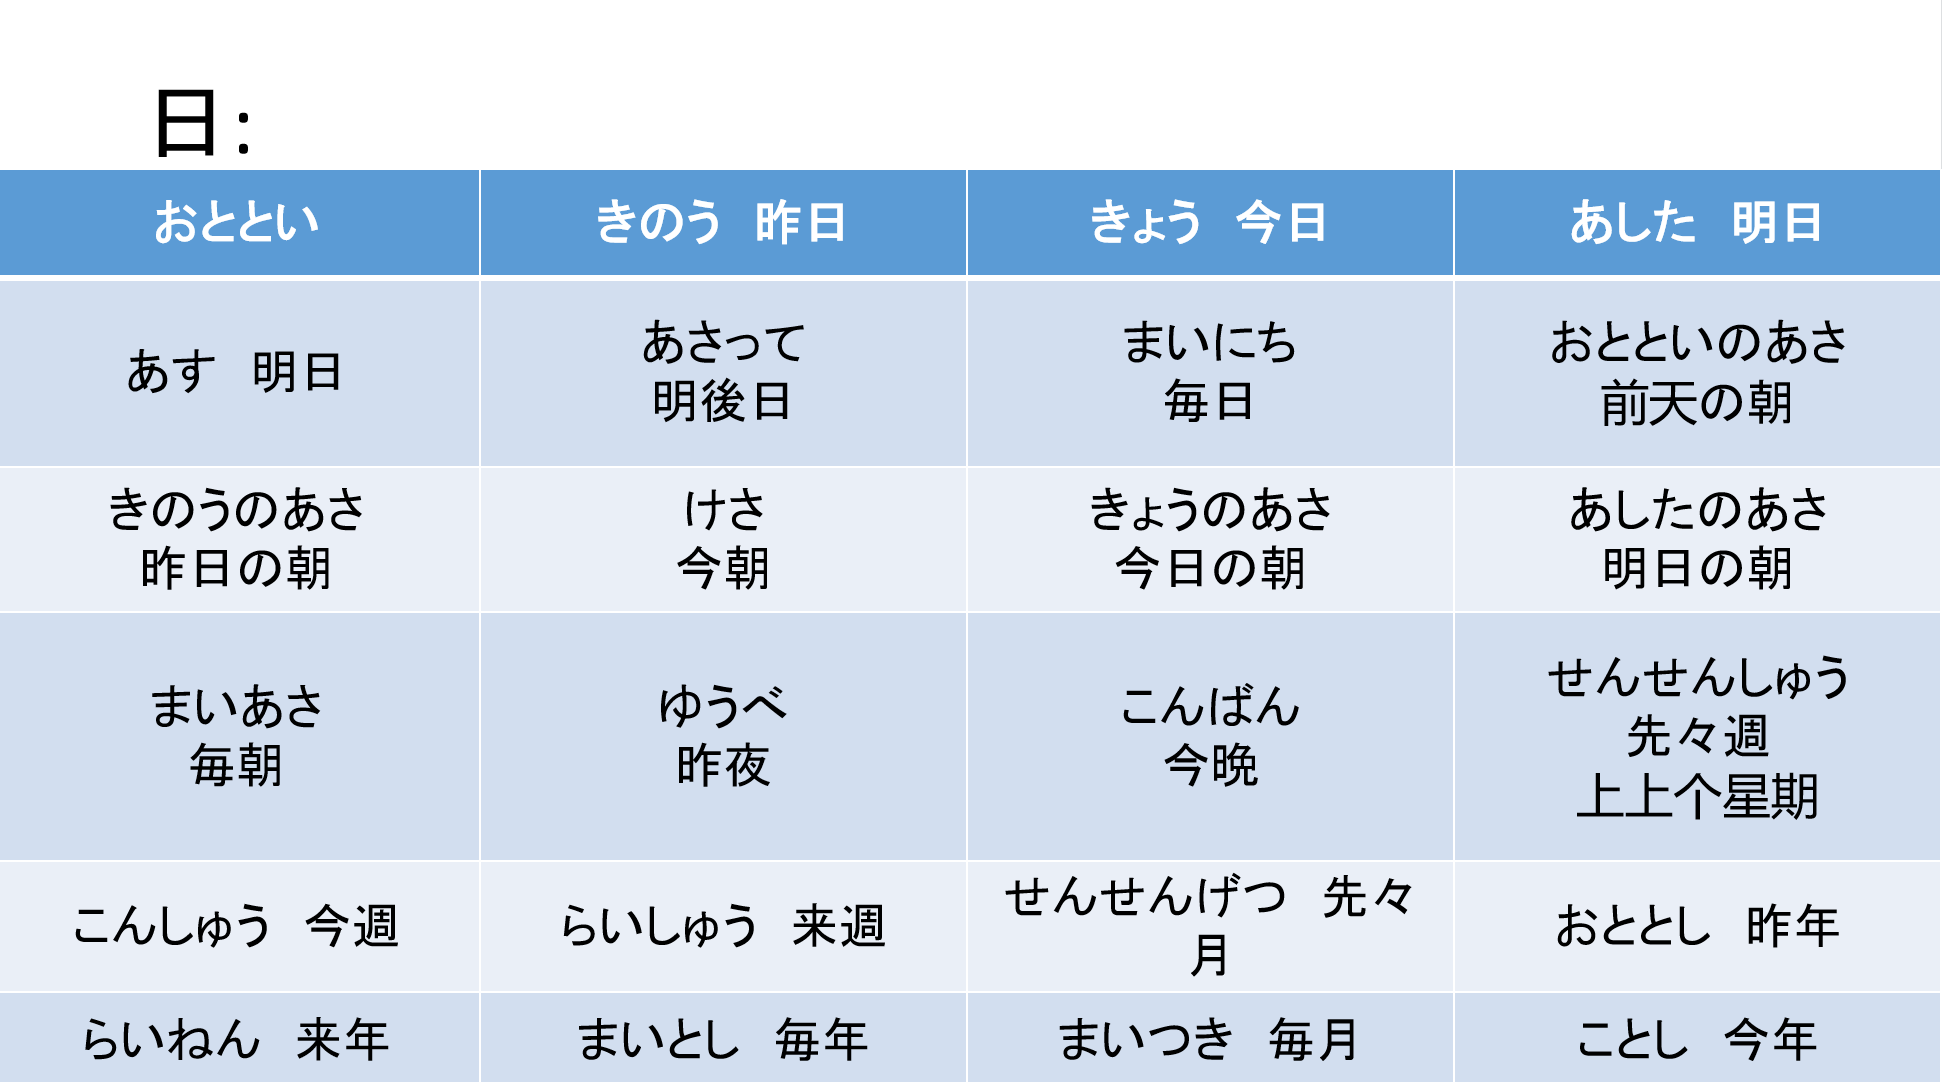 日：
おととい
きのう　昨日
きょう　今日
あした　明日
あす　明日
あさって
明後日
まいにち
毎日
おとといのあさ
前天の朝
きのうのあさ
昨日の朝
けさ
今朝
きょうのあさ
今日の朝
あしたのあさ
明日の朝
まいあさ
毎朝
ゆうべ
昨夜
こんばん
今晩
せんせんしゅう
先々週
上上个星期
こんしゅう　今週
らいしゅう　来週
せんせんげつ　先々
月
おととし　昨年
らいねん　来年
まいとし　毎年
まいつき　毎月
ことし　今年